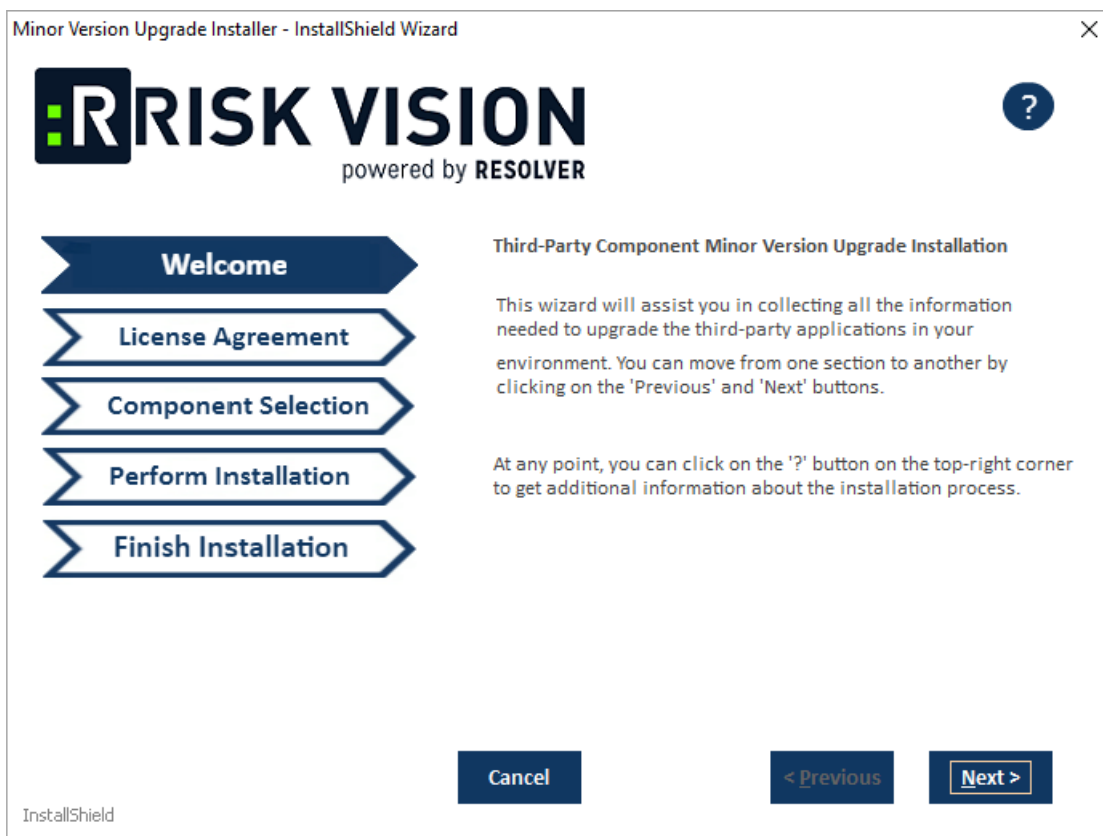 Minor Version Upgrade Installer - InstallShield Wizard
:R RISK VISION
powered by RESOLVER
?
Welcome
License Agreement
Component Selection
Perform Installation
Finish Installation
Third-Party Component Minor Version Upgrade Installation
This wizard will assist you in collecting all the information
needed to upgrade the third-party applications in your
environment. You can move from one section to another by
clicking on the 'Previous' and 'Next' buttons.
At any point, you can click on the '?' button on the top-right corner
to get additional information about the installation process.
Cancel
< Previous
Next >
InstallShield